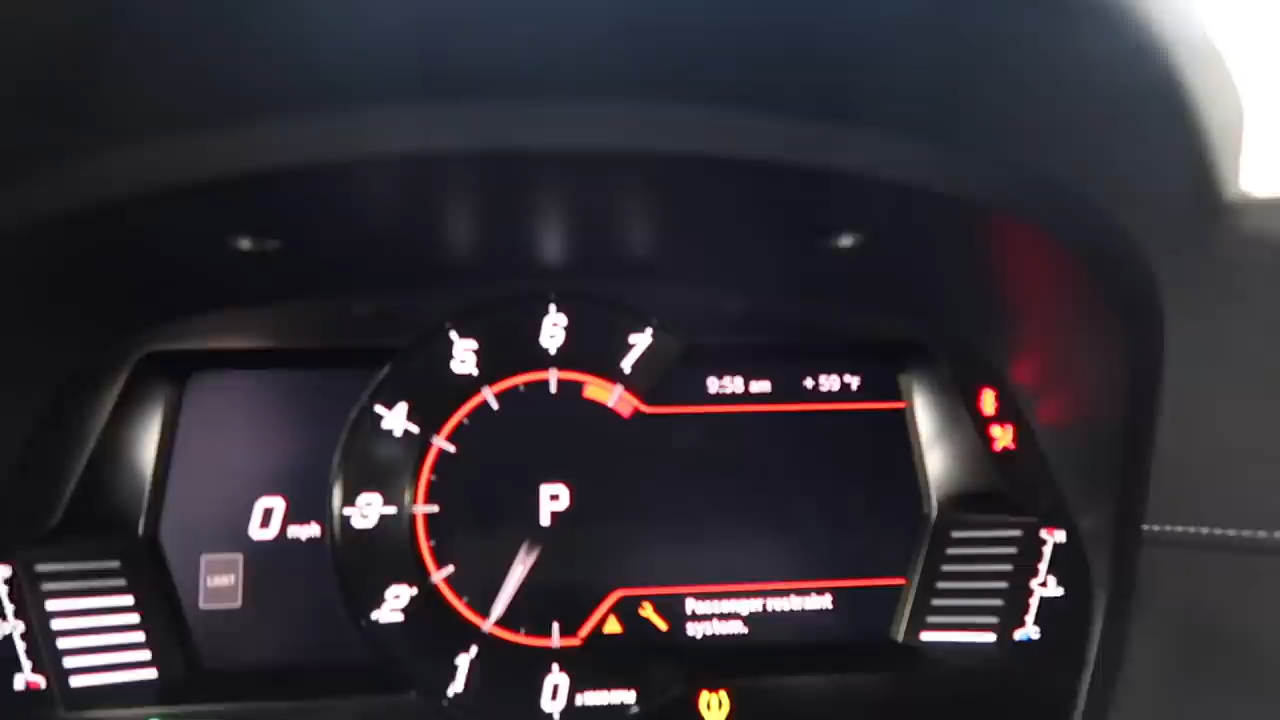 5 6 7
9:58 am +59 °F
4
P
3
0 mph
2
Passenger restraint
system.
1
0